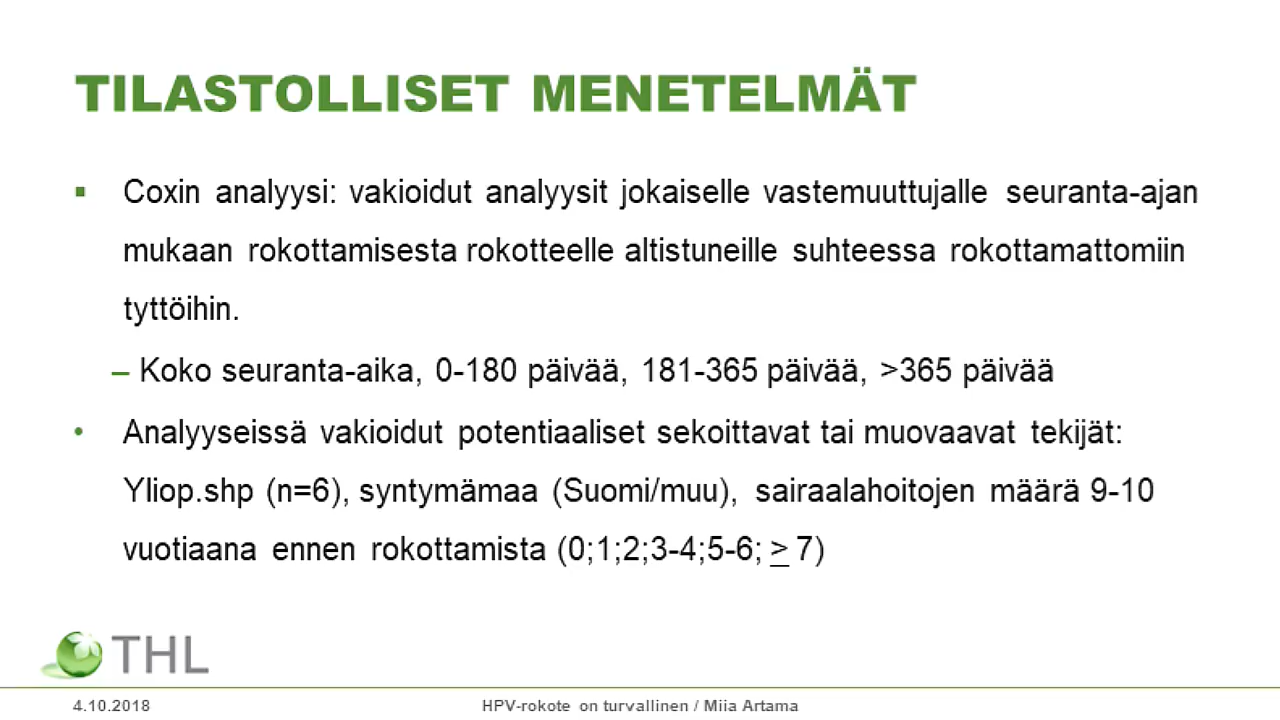 TILASTOLLISET MENETELMÄT
▪ Coxin analyysi: vakioidut analyysit jokaiselle vastemuuttujalle seuranta-ajan
mukaan rokottamisesta rokotteelle altistuneille suhteessa rokottamattomiin
tyttöihin.
– Koko seuranta-aika, 0-180 päivää, 181-365 päivää, >365 päivää
• Analyyseissä vakioidut potentiaaliset sekoittavat tai muovaavat tekijät:
Yliop.shp (n=6), syntymämaa (Suomi/muu), sairaalahoitojen määrä 9-10
vuotiaana ennen rokottamista (0;1;2;3-4;5-6; ≥ 7)
THL
4.10.2018
HPV-rokote on turvallinen / Miia Artama